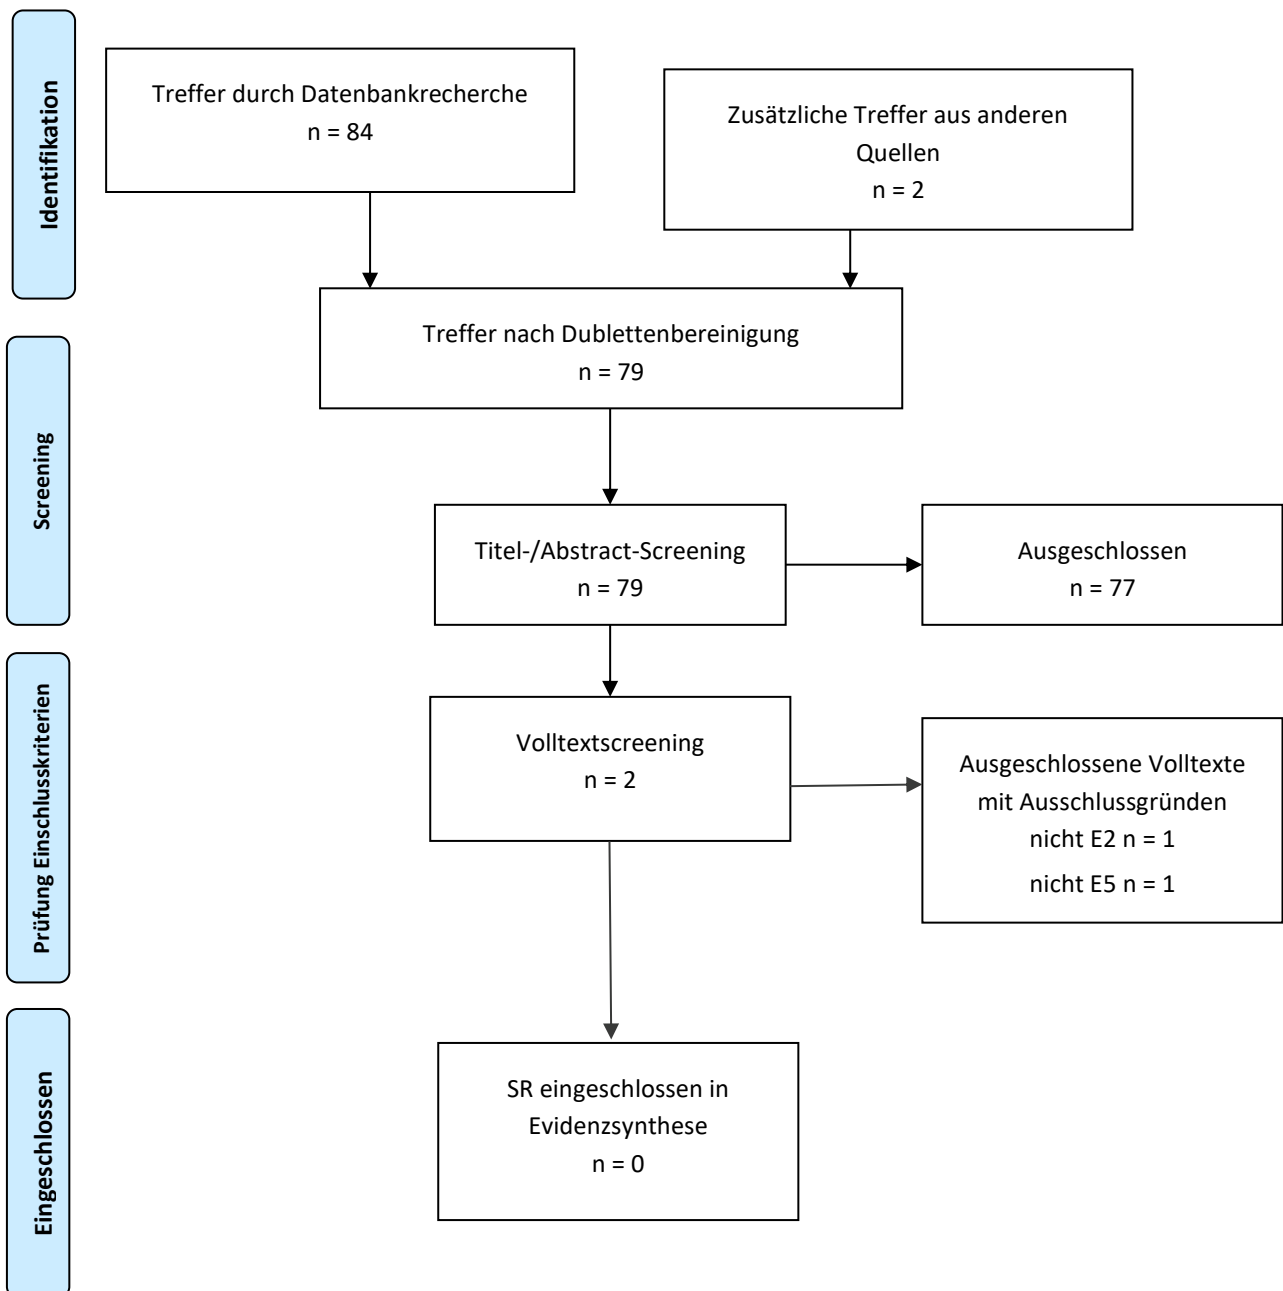 Identifikation
Treffer durch Datenbankrecherche
n = 84
Zusätzliche Treffer aus anderen
Quellen
n = 2
Treffer nach Dublettenbereinigung
n = 79
Screening
Titel-/Abstract-Screening
n = 79
Ausgeschlossen
n = 77
Prüfung Einschlusskriterien
Volltextscreening
n = 2
Ausgeschlossene Volltexte
mit Ausschlussgründen
nicht E2 n = 1
nicht E5 n = 1
Eingeschlossen
SR eingeschlossen in
Evidenzsynthese
n = 0